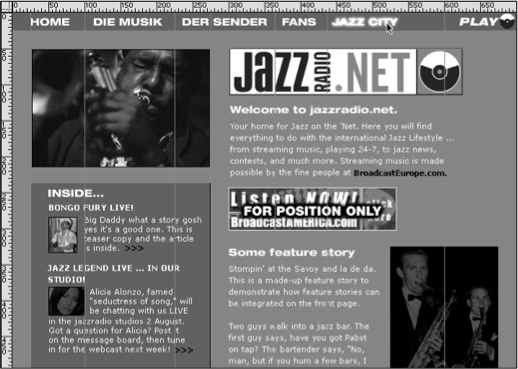 0 50 100 150 200 250 300 350 400 450 500 550 600 650
HOME DIE MUSIK DER SENDER FANS JAZZ CITY PLAY
JaZZ RADIO .NET
Welcome to jazzradio.net.
Your home for Jazz on the 'Net. Here you will find
everything to do with the international Jazz Lifestyle ...
from streaming music, playing 24-7, to jazz news,
contests, and much more. Streaming music is made
possible by the fine people at BroadcastEurope.com.
Listen NOW! click
FOR POSITION ONLY
BroadcastAMERICA.com here
INSIDE...
BONGO FURY LIVE!
Big Daddy what a story gosh
yes it's a good one. This is
teaser copy and the article
is inside. >>>
JAZZ LEGEND LIVE ... IN OUR
STUDIO!
Alicia Alonzo, famed
"seductress of song," will
be chatting with us LIVE
in the jazzradio studios 2 August.
Got a question for Alicia? Post it
on the message board, then tune
in for the webcast next week! >>>
Some feature story
Stompin' at the Savoy and la de da.
This is a made-up feature story to
demonstrate how feature stories can
be integrated on the front page.
Two guys walk into a jazz bar. The
first guy says, have you got Pabst
on tap? The bartender says, "No,
man, but if you hum a few bars, I